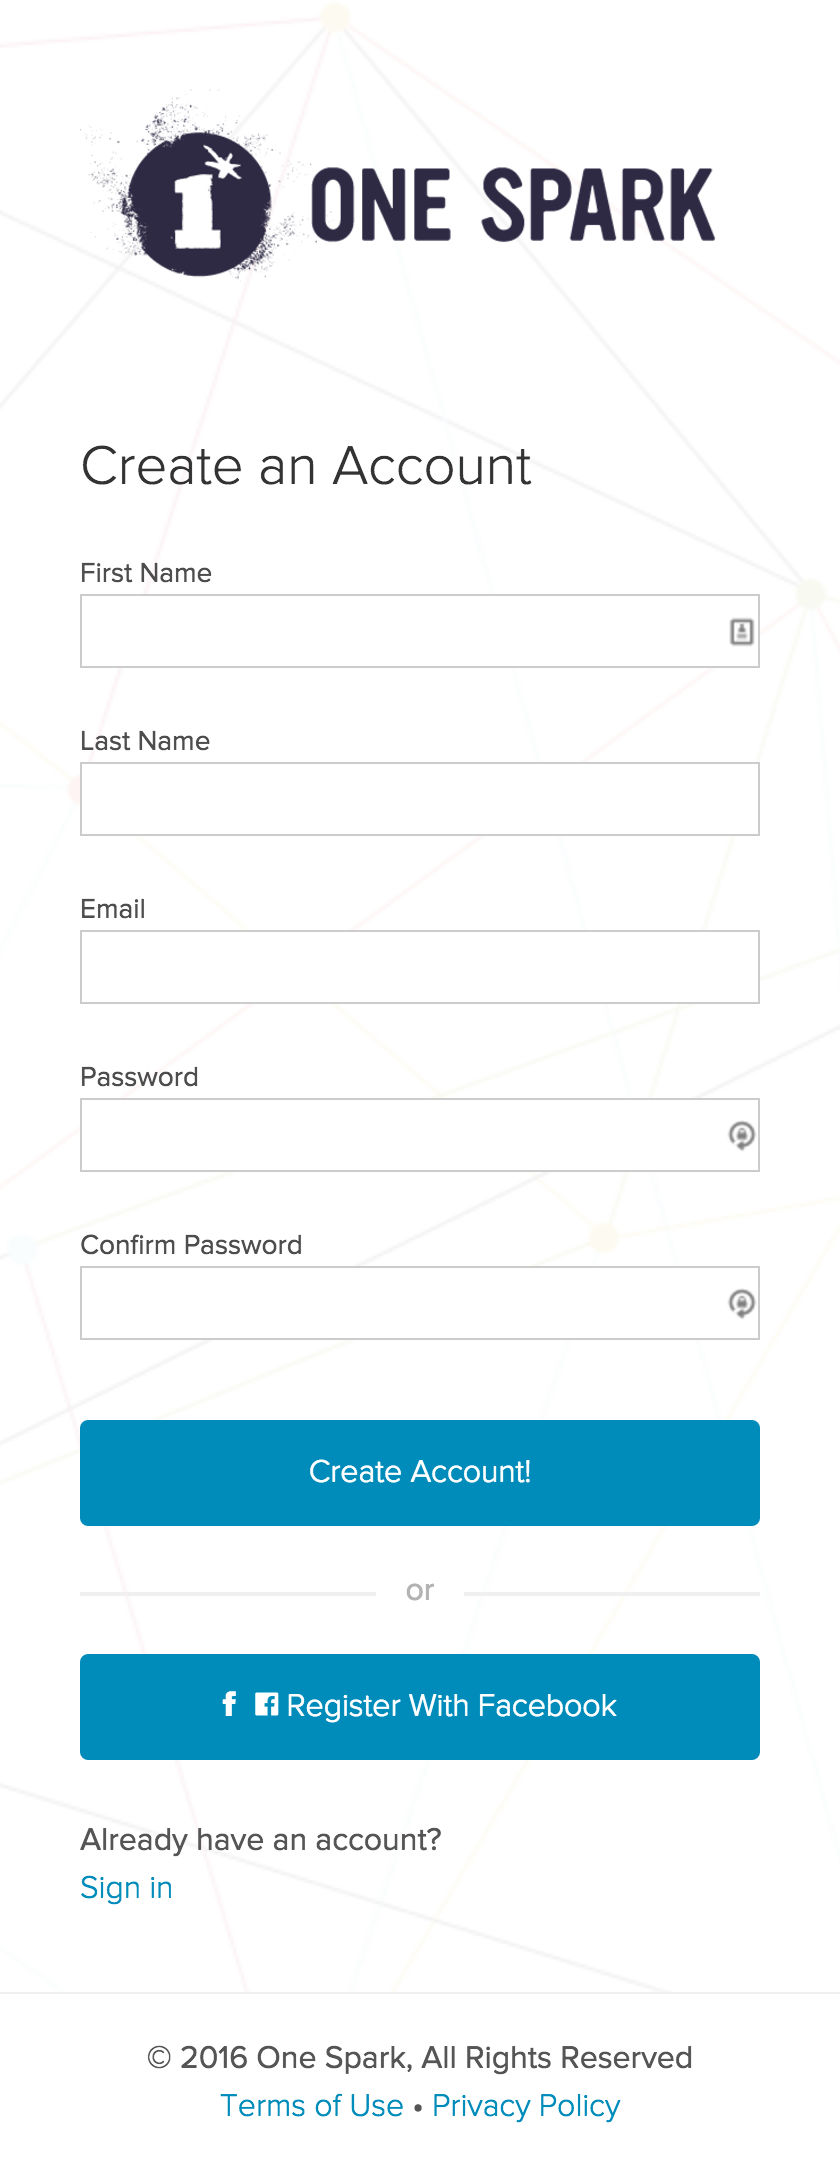 1 ONE SPARK
Create an Account
First Name
Last Name
Email
Password
Confirm Password
Create Account!
or
Register With Facebook
Already have an account?
Sign in
© 2016 One Spark, All Rights Reserved
Terms of Use • Privacy Policy